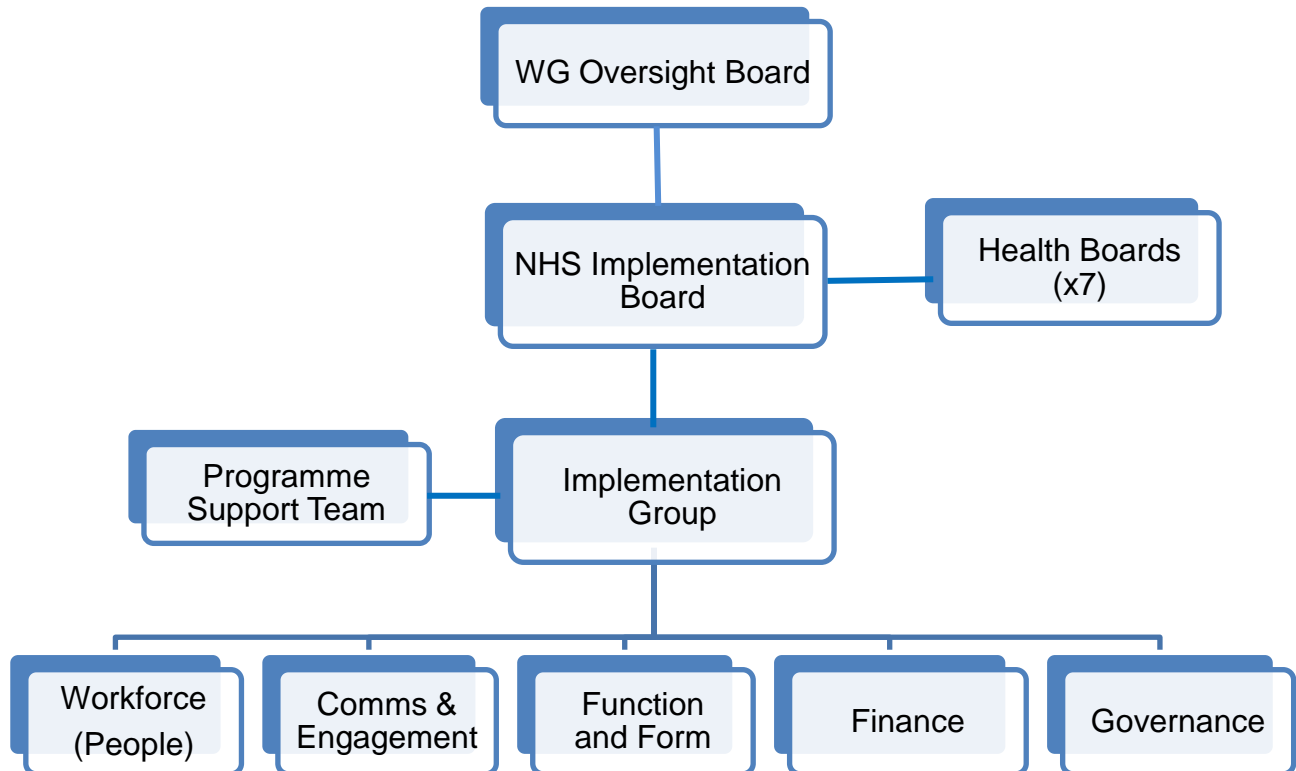 WG Oversight Board
NHS Implementation
Board
Health Boards
(x7)
Programme
Support Team
Implementation
Group
Workforce
(People)
Comms &
Engagement
Function
and Form
Finance
Governance